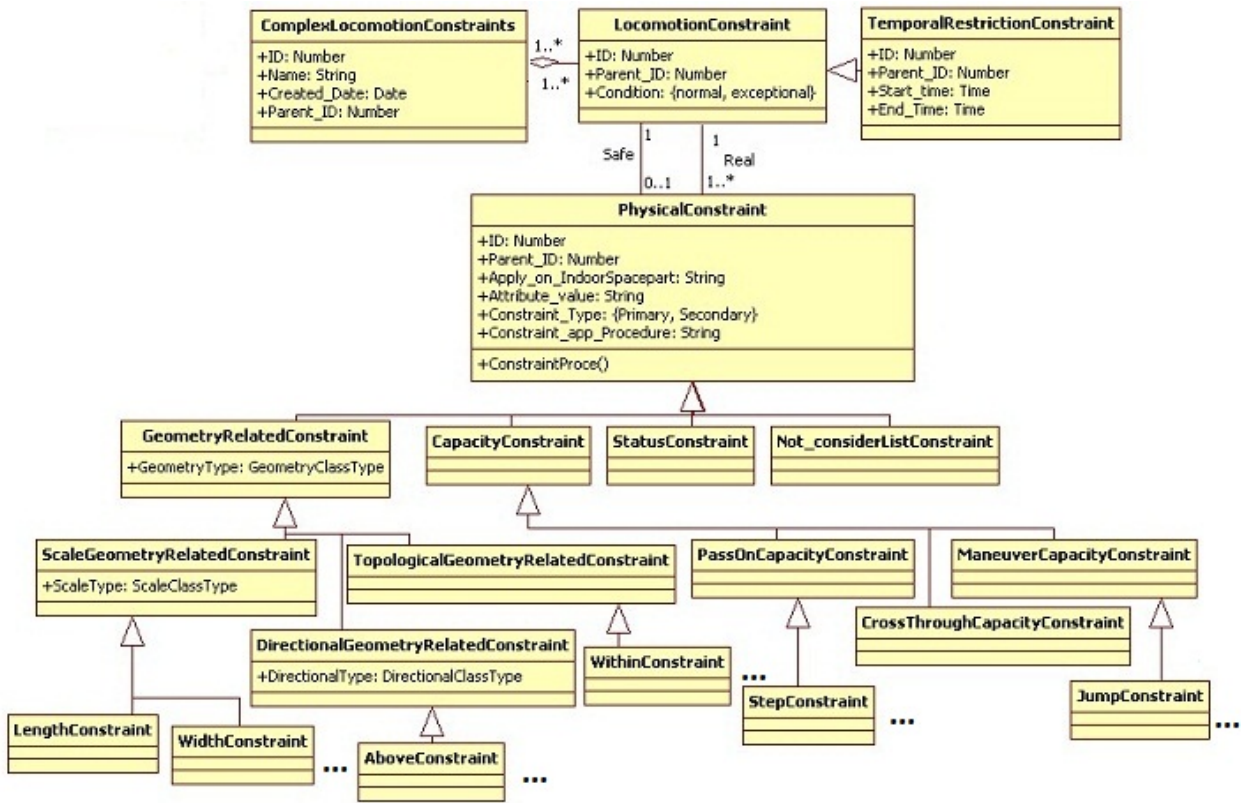 ComplexLocomotionConstraints
+ID: Number
+Name: String
+Created_Date: Date
+Parent_ID: Number
1..*
1..*
LocomotionConstraint
+ID: Number
+Parent_ID: Number
+Condition: {normal, exceptional}
TemporalRestrictionConstraint
+ID: Number
+Parent_ID: Number
+Start_time: Time
+End_Time: Time
1
Safe
0..1
1
Real
1..*
PhysicalConstraint
+ID: Number
+Parent_ID: Number
+Apply_on_IndoorSpacepart: String
+Attribute_value: String
+Constraint_Type: {Primary, Secondary}
+Constraint_app_Procedure: String
+ConstraintProce()
GeometryRelatedConstraint
+GeometryType: GeometryClassType
CapacityConstraint
StatusConstraint
Not_considerListConstraint
ScaleGeometryRelatedConstraint
+ScaleType: ScaleClassType
TopologicalGeometryRelatedConstraint
PassOnCapacityConstraint
ManeuverCapacityConstraint
CrossThroughCapacityConstraint
DirectionalGeometryRelatedConstraint
+DirectionalType: DirectionalClassType
WithinConstraint
...
StepConstraint
...
JumpConstraint
...
LengthConstraint
WidthConstraint
...
AboveConstraint
...